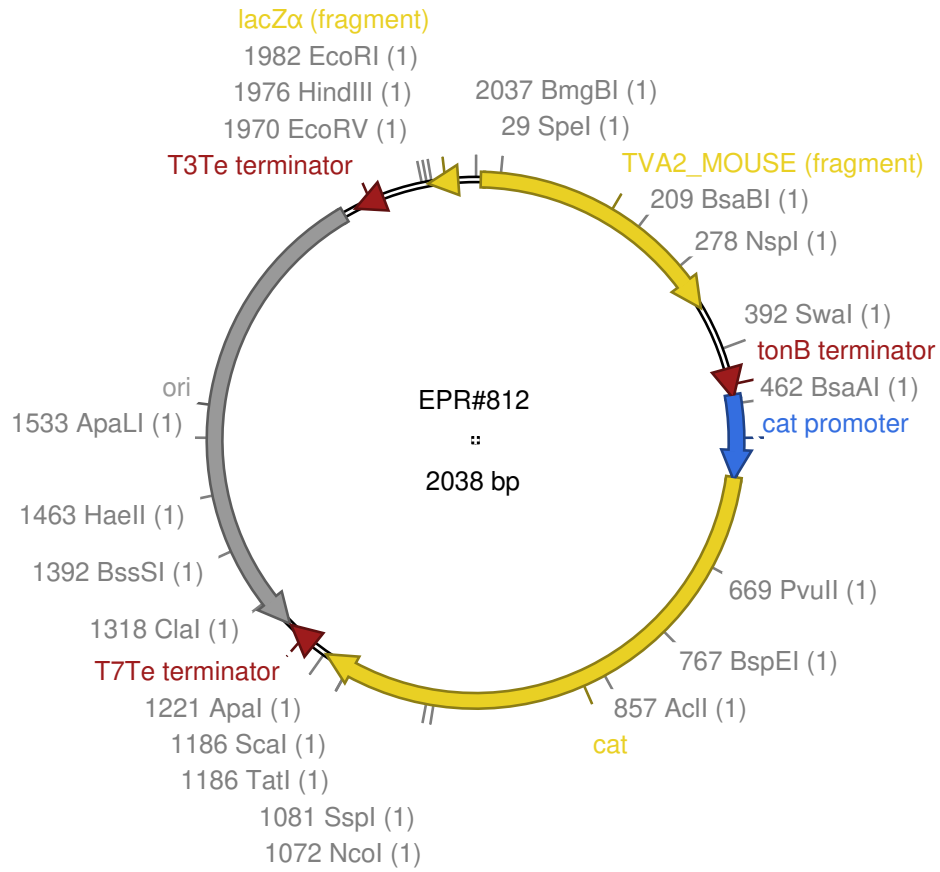 lacZα (fragment)
1982 EcoRI (1)
1976 HindIII (1)
1970 EcoRV (1)
T3Te terminator
2037 BmgBI (1)
29 SpeI (1)
TVA2_MOUSE (fragment)
209 BsaBI (1)
278 NspI (1)
392 SwaI (1)
tonB terminator
462 BsaAI (1)
cat promoter
EPR#812
2038 bp
ori
1533 ApaLI (1)
1463 HaeII (1)
1392 BssSI (1)
1318 ClaI (1)
T7Te terminator
1221 ApaI (1)
1186 ScaI (1)
1186 TatI (1)
1081 SspI (1)
1072 NcoI (1)
669 PvuII (1)
767 BspEI (1)
857 AclI (1)
cat